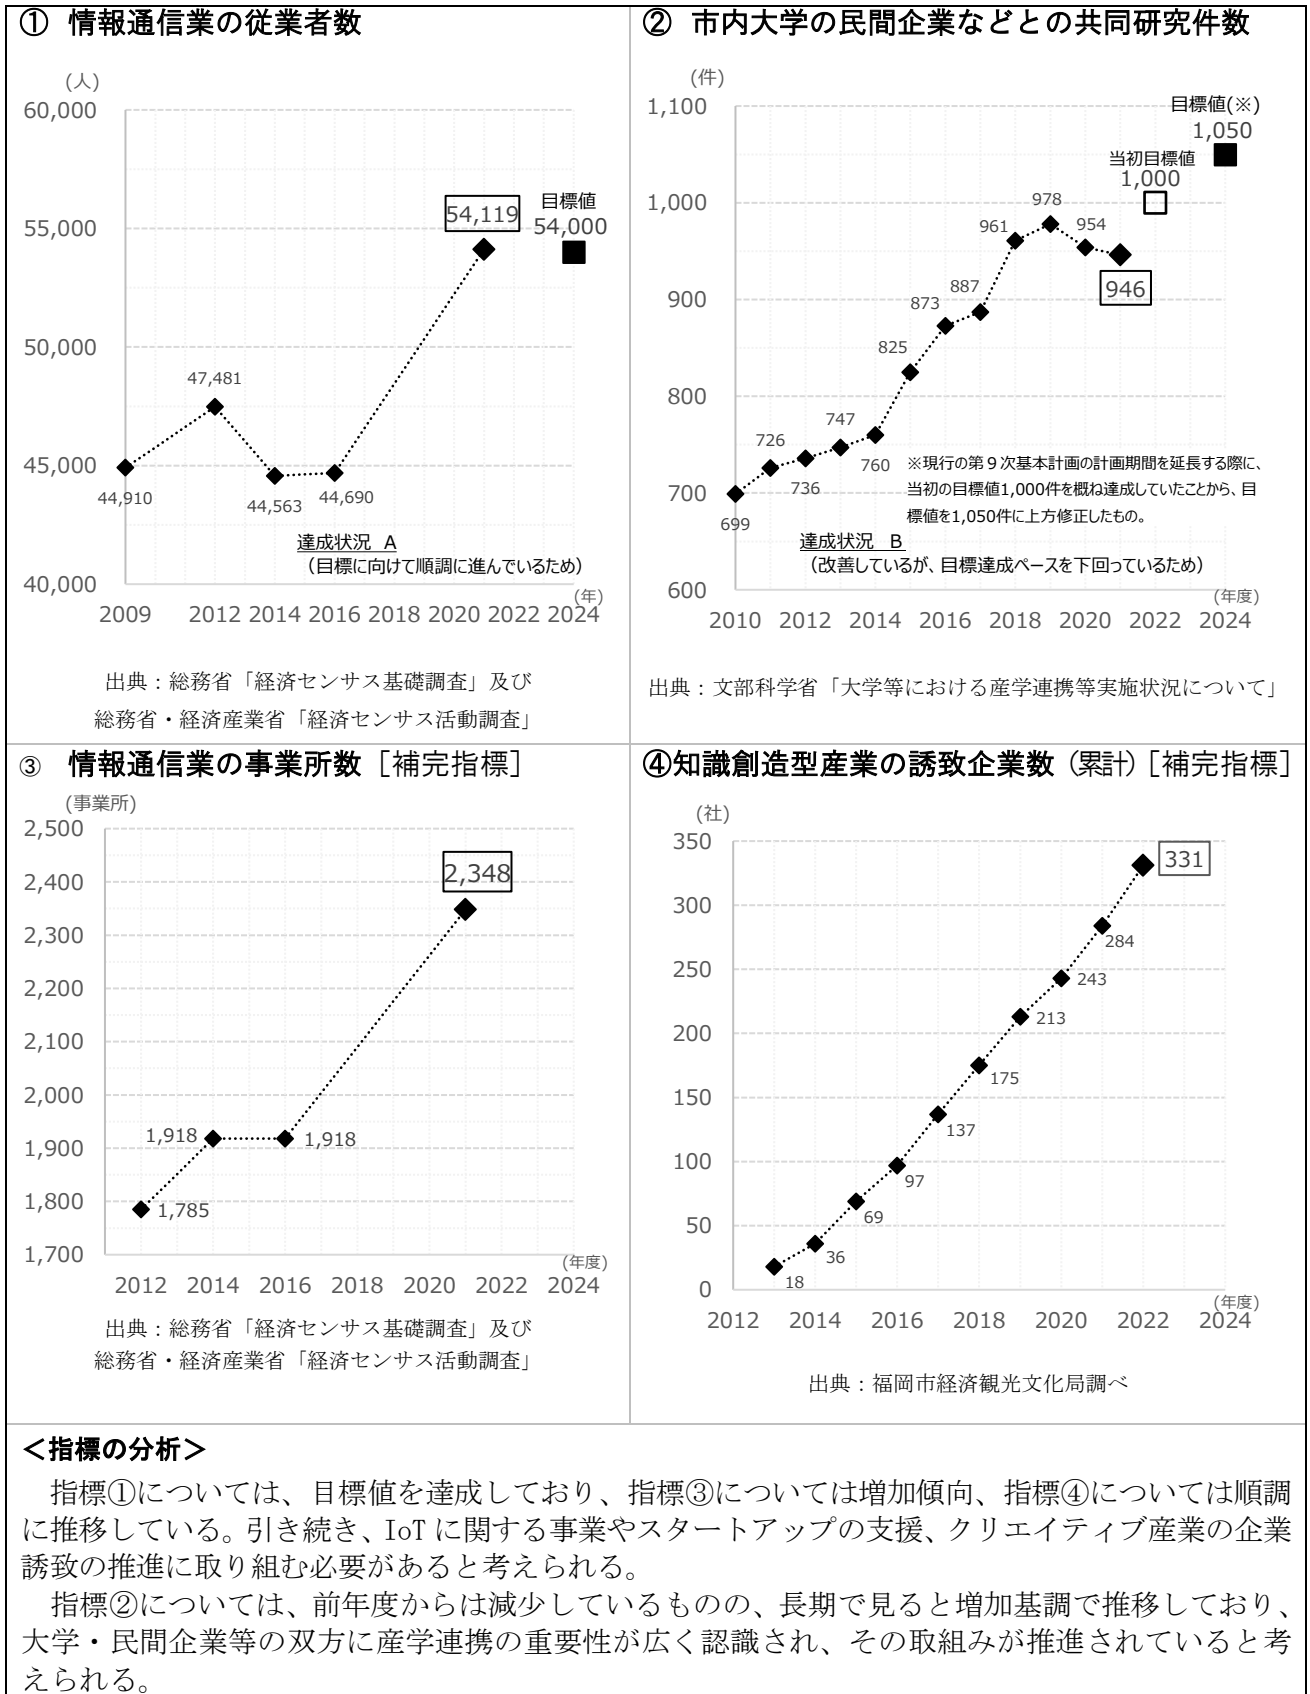 ① 情報通信業の従業者数
(人)
60,000
55,000
50,000
45,000
40,000
54,119
目標値
54,000
47,481
44,910
44,563
44,690
達成状況 A
(目標に向けて順調に進んでいるため)
(年)
2009 2012 2014 2016 2018 2020 2022 2024
出典：総務省「経済センサス基礎調査」及び
総務省・経済産業省「経済センサス活動調査」
② 市内大学の民間企業などとの共同研究件数
(件)
1,100
1,000
900
800
700
600
目標値(※)
1,050
当初目標値
1,000
978
961
954
946
887
873
825
747
726
760
736
699
※現行の第９次基本計画の計画期間を延長する際に、
当初の目標値1,000件を概ね達成していたことから、目
標値を1,050件に上方修正したもの。
達成状況 B
(改善しているが、目標達成ペースを下回っているため)
(年度)
2010 2012 2014 2016 2018 2020 2022 2024
出典：文部科学省「大学等における産学連携等実施状況について」
③ 情報通信業の事業所数［補完指標］
(事業所)
2,500
2,400
2,300
2,200
2,100
2,000
1,900
1,800
1,700
2,348
1,918
1,918
1,785
(年度)
2012 2014 2016 2018 2020 2022 2024
出典：総務省「経済センサス基礎調査」及び
総務省・経済産業省「経済センサス活動調査」
④知識創造型産業の誘致企業数（累計）［補完指標］
(社)
350
300
250
200
150
100
50
0
331
284
243
213
175
137
97
69
36
18
(年度)
2012 2014 2016 2018 2020 2022 2024
出典：福岡市経済観光文化局調べ
＜指標の分析＞
指標①については、目標値を達成しており、指標③については増加傾向、指標④については順調
に推移している。引き続き、IoT に関する事業やスタートアップの支援、クリエイティブ産業の企業
誘致の推進に取り組む必要があると考えられる。
指標②については、前年度からは減少しているものの、長期で見ると増加基調で推移しており、
大学・民間企業等の双方に産学連携の重要性が広く認識され、その取組みが推進されていると考
えられる。